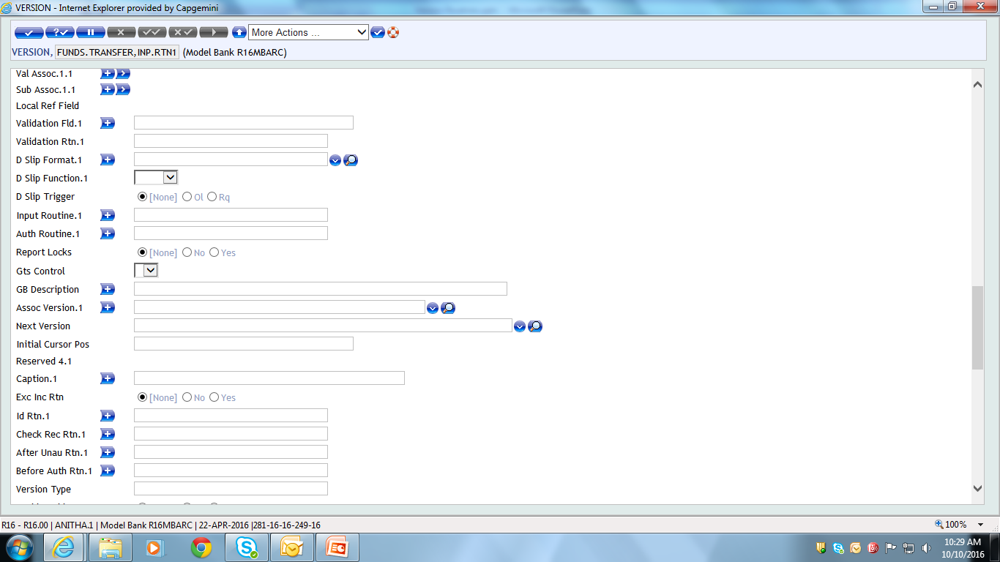 VERSION - Internet Explorer provided by Capgemini
More Actions ...
VERSION, FUNDS.TRANSFER,INP.RTN1 (Model Bank R16MBARC)
Val Assoc.1.1
Sub Assoc.1.1
Local Ref Field
Validation Fld.1
Validation Rtn.1
D Slip Format.1
D Slip Function.1
D Slip Trigger [None] Ol Rq
Input Routine.1
Auth Routine.1
Report Locks [None] No Yes
Gts Control
GB Description
Assoc Version.1
Next Version
Initial Cursor Pos
Reserved 4.1
Caption.1
Exc Inc Rtn [None] No Yes
Id Rtn.1
Check Rec Rtn.1
After Unau Rtn.1
Before Auth Rtn.1
Version Type
R16 - R16.00 | ANITHA.1 | Model Bank R16MBARC | 22-APR-2016 |281-16-16-249-16 100%
10:29 AM
10/10/2016